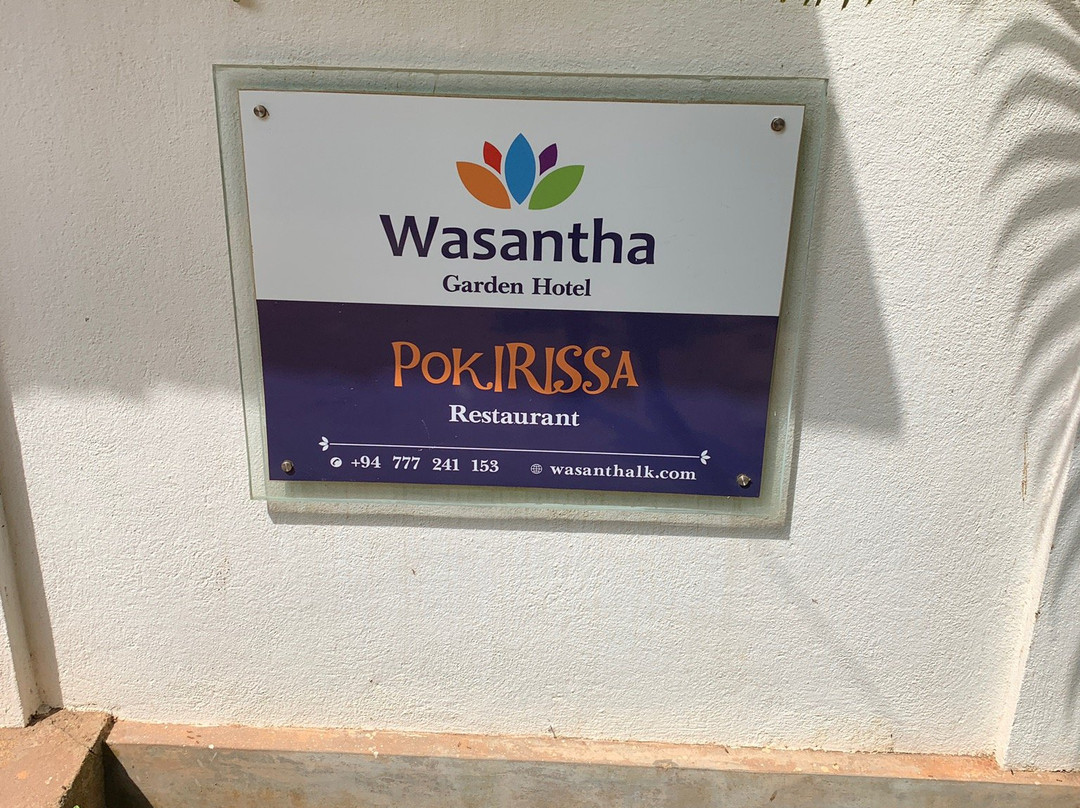 Wasantha
Garden Hotel
POKIRISSA
Restaurant
+94 777 241 153 wasanthalk.com